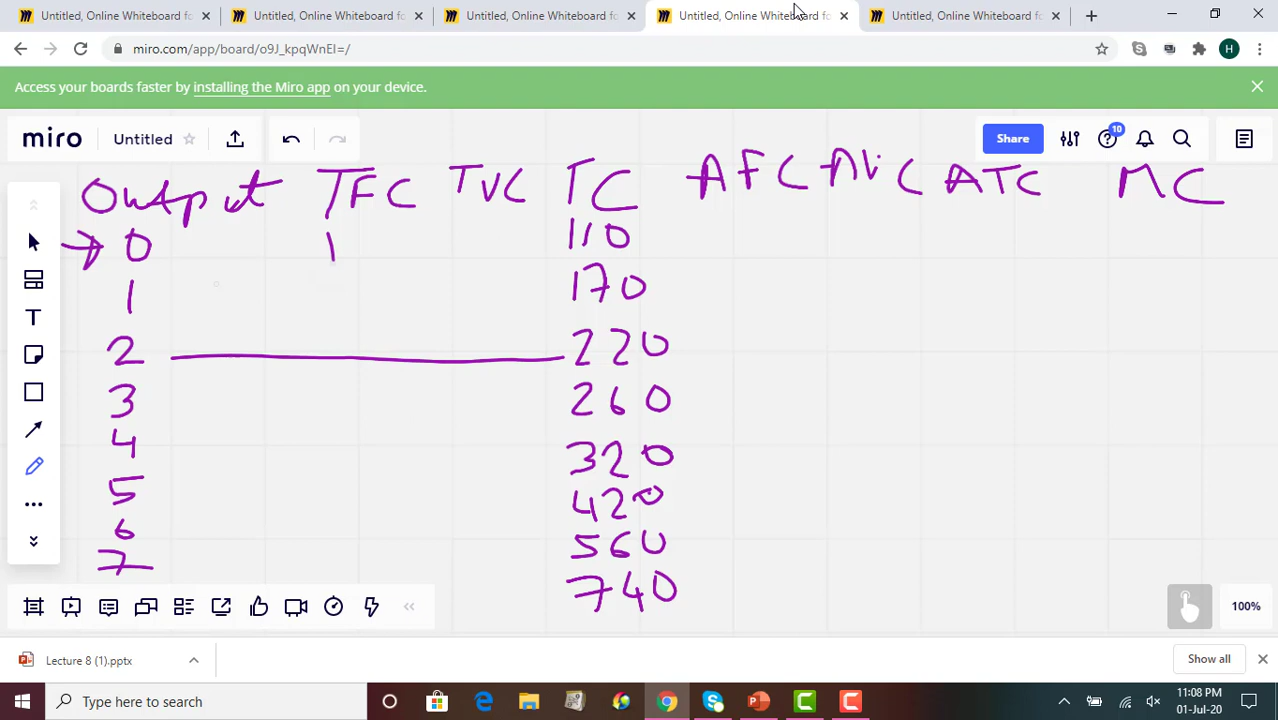 Untitled, Online Whiteboard fo
Untitled, Online Whiteboard for
Untitled, Online Whiteboard fo
Untitled, Online Whiteboard fo
Untitled, Online Whiteboard fo
miro.com/app/board/o9J_kpqWnEI=/
H
Access your boards faster by installing the Miro app on your device.
miro
Untitled
Share
10
Output TFC TVC TC AFC AVC ATC MC
0 1 110
1 170
2 220
3 260
4 320
5 420
6 560
7 740
T
100%
Lecture 8 (1).pptx
Show all
Type here to search
11:08 PM
01-Jul-20